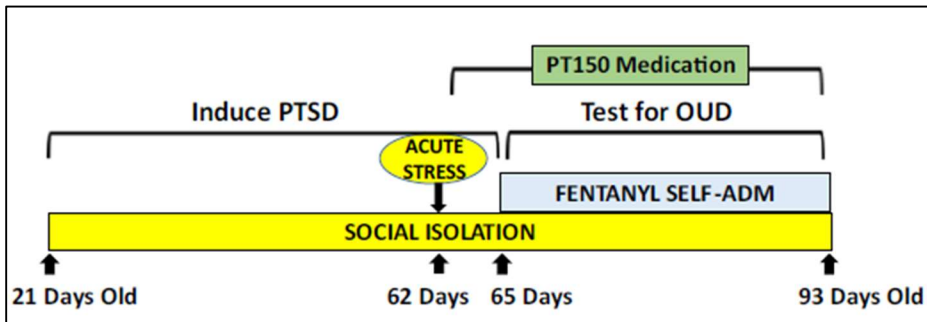 PT150 Medication
Induce PTSD
Test for OUD
ACUTE
STRESS
FENTANYL SELF-ADM
SOCIAL ISOLATION
21 Days Old
62 Days
65 Days
93 Days Old